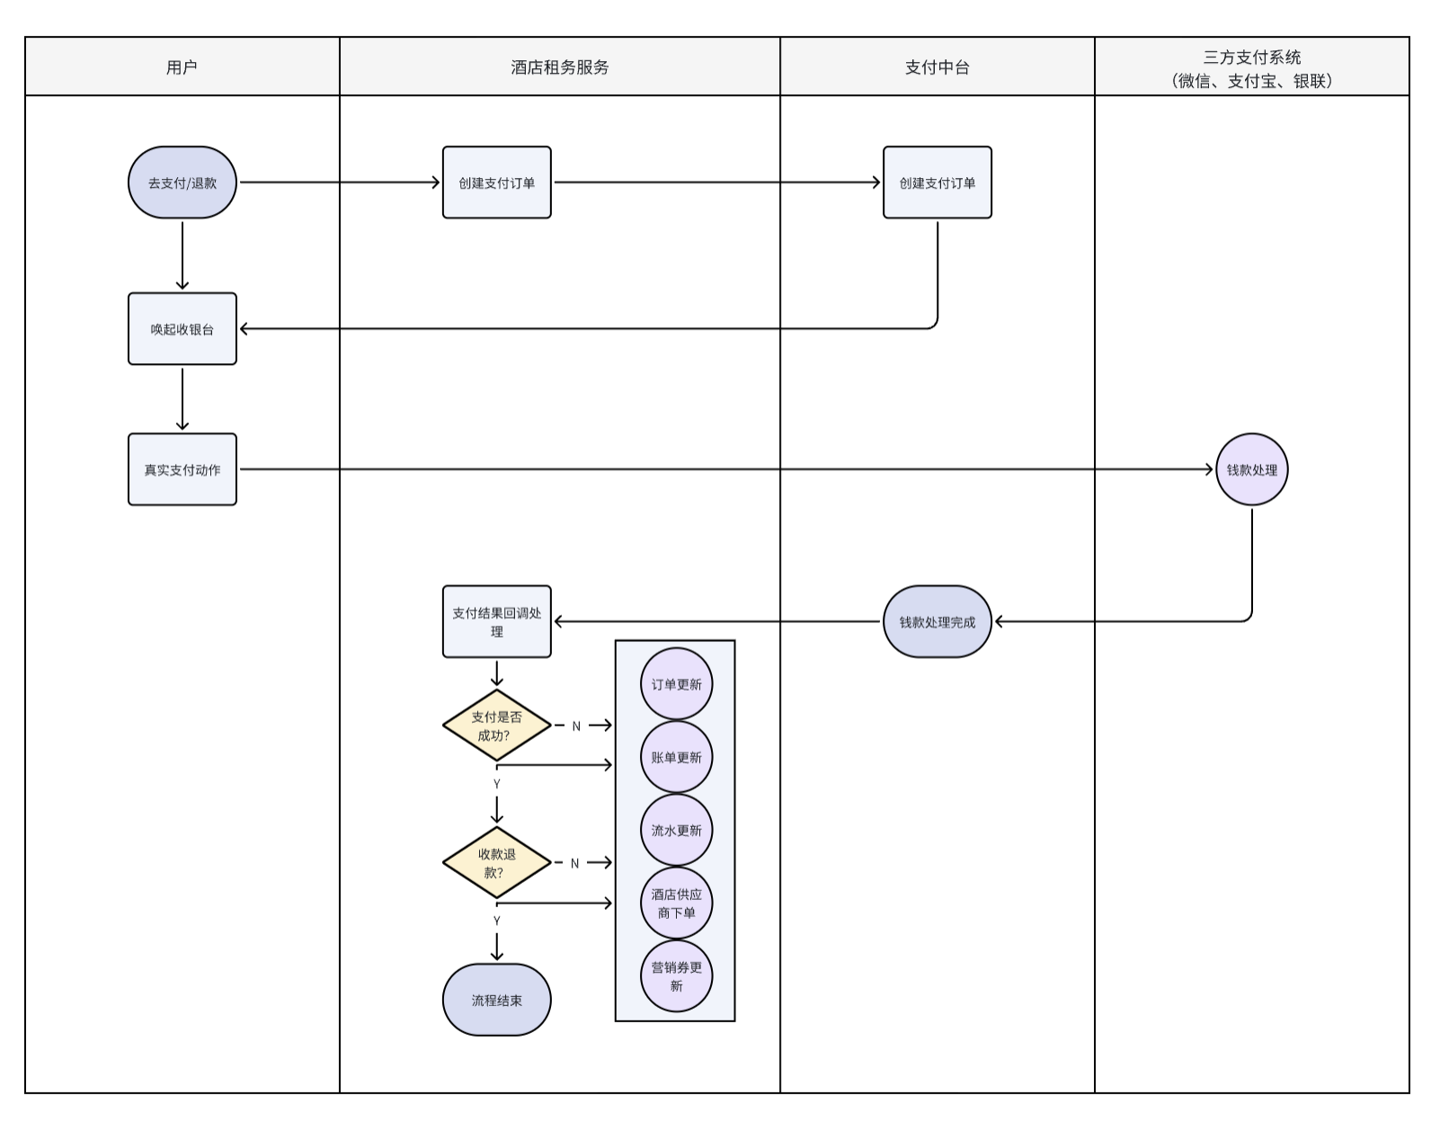 用户
酒店租务服务
支付中台
三方支付系统
（微信、支付宝、银联）
去支付/退款
创建支付订单
创建支付订单
唤起收银台
真实支付动作
钱款处理
支付结果回调处
理
钱款处理完成
订单更新
支付是否
成功?
N
账单更新
Y
流水更新
收款退
款?
N
酒店供应
商下单
Y
营销券更
新
流程结束